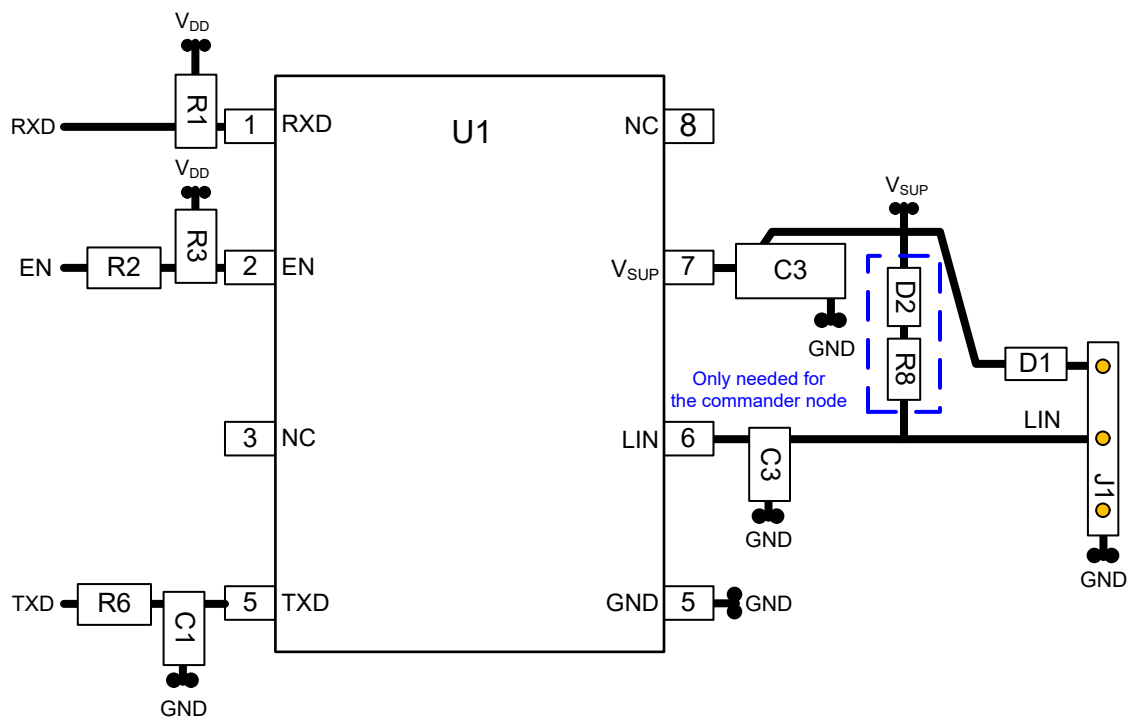 VDD
RXD
R1
1
RXD
U1
NC
8
VDD
EN
R2
R3
2
EN
VSUP
7
C3
GND
VSUP
D2
R8
Only needed for
the commander node
D1
LIN
J1
GND
3
NC
LIN
6
C3
GND
TXD
R6
C1
GND
5
TXD
GND
5
GND